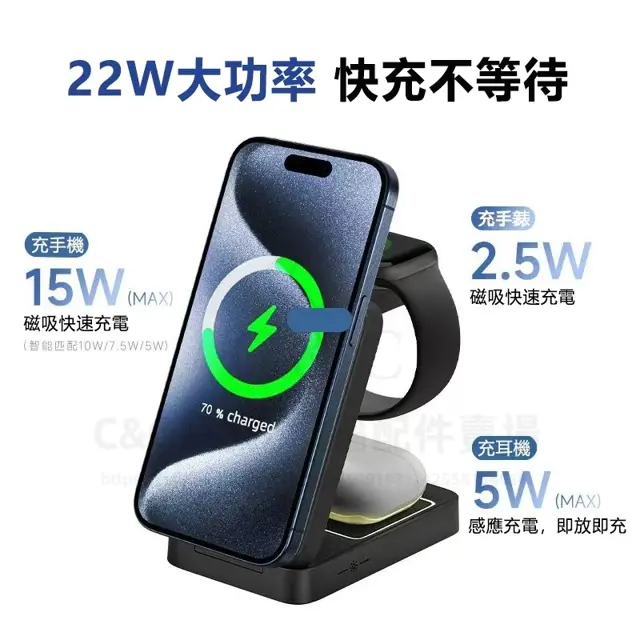 22W大功率 快充不等待
充手機
15W(MAX)
磁吸快速充電
(智能匹配10W/7.5W/5W)
充手錶
2.5W
磁吸快速充電
70 % charged
充耳機
5W(MAX)
感應充電，即放即充